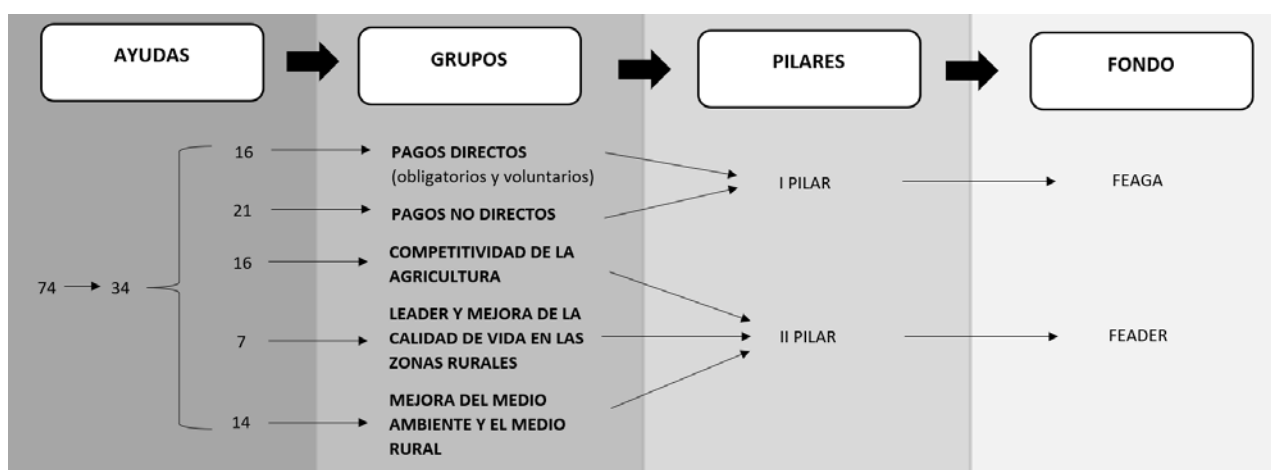 AYUDAS
GRUPOS
PILARES
FONDO
16
PAGOS DIRECTOS
(obligatorios y voluntarios)
I PILAR
FEAGA
21
PAGOS NO DIRECTOS
16
COMPETITIVIDAD DE LA
AGRICULTURA
74
34
7
LEADER Y MEJORA DE LA
CALIDAD DE VIDA EN LAS
ZONAS RURALES
II PILAR
FEADER
14
MEJORA DEL MEDIO
AMBIENTE Y EL MEDIO
RURAL